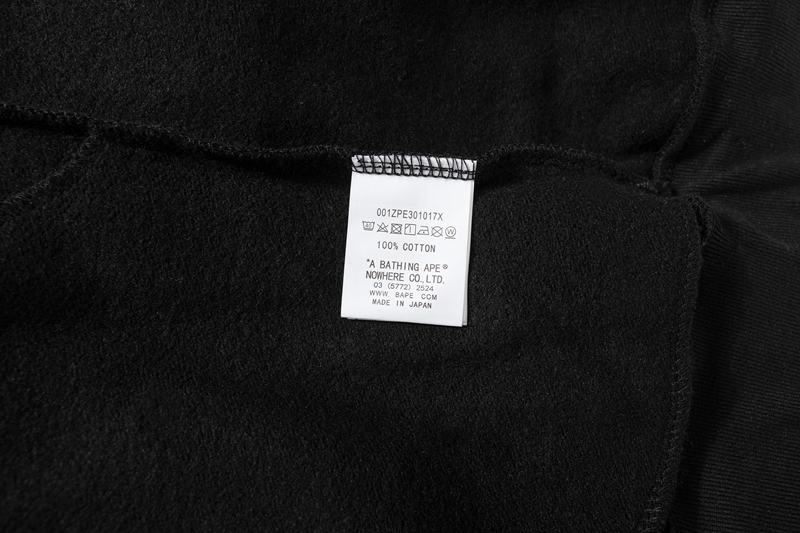 001ZPE301017X
100% COTTON
"A BATHING APE®
NOWHERE CO., LTD.
03 (5772) 2524
WWW. BAPE. COM
MADE IN JAPAN